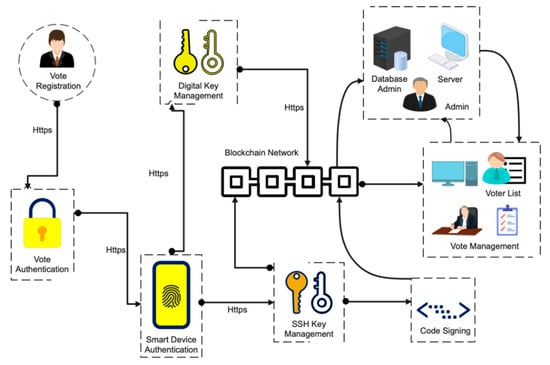 Vote
Registration
Https
Vote
Authentication
Https
Smart Device
Authentication
Https
Digital Key
Management
Https
Blockchain Network
Https
SSH Key
Management
Code Signing
Database
Admin
Server
Admin
Voter List
Vote Management